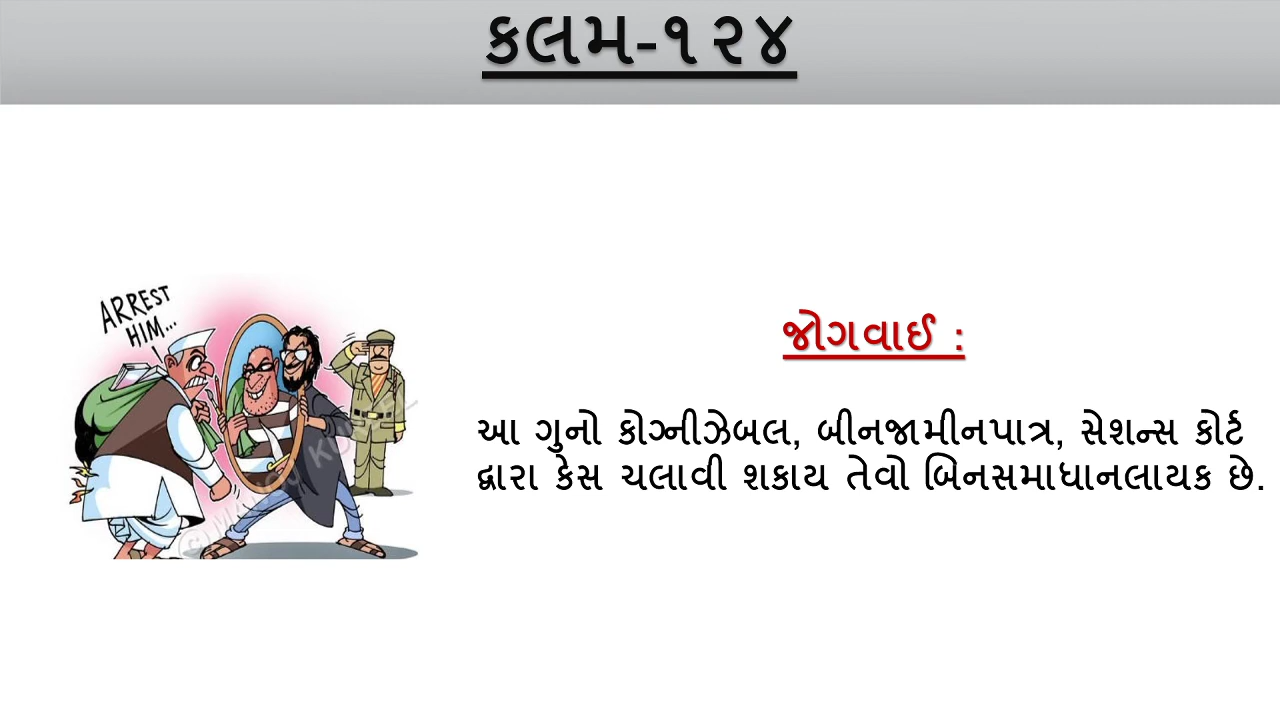 કલમ-૧૨૪
ARREST
HIM...
જોગવાઈ :
આ ગુનો કોગ્નીઝેબલ, બીનજામીનપાત્ર, સેશન્સ કોર્ટ
દ્વારા કેસ ચલાવી શકાય તેવો બિનસમાધાનલાયક છે.